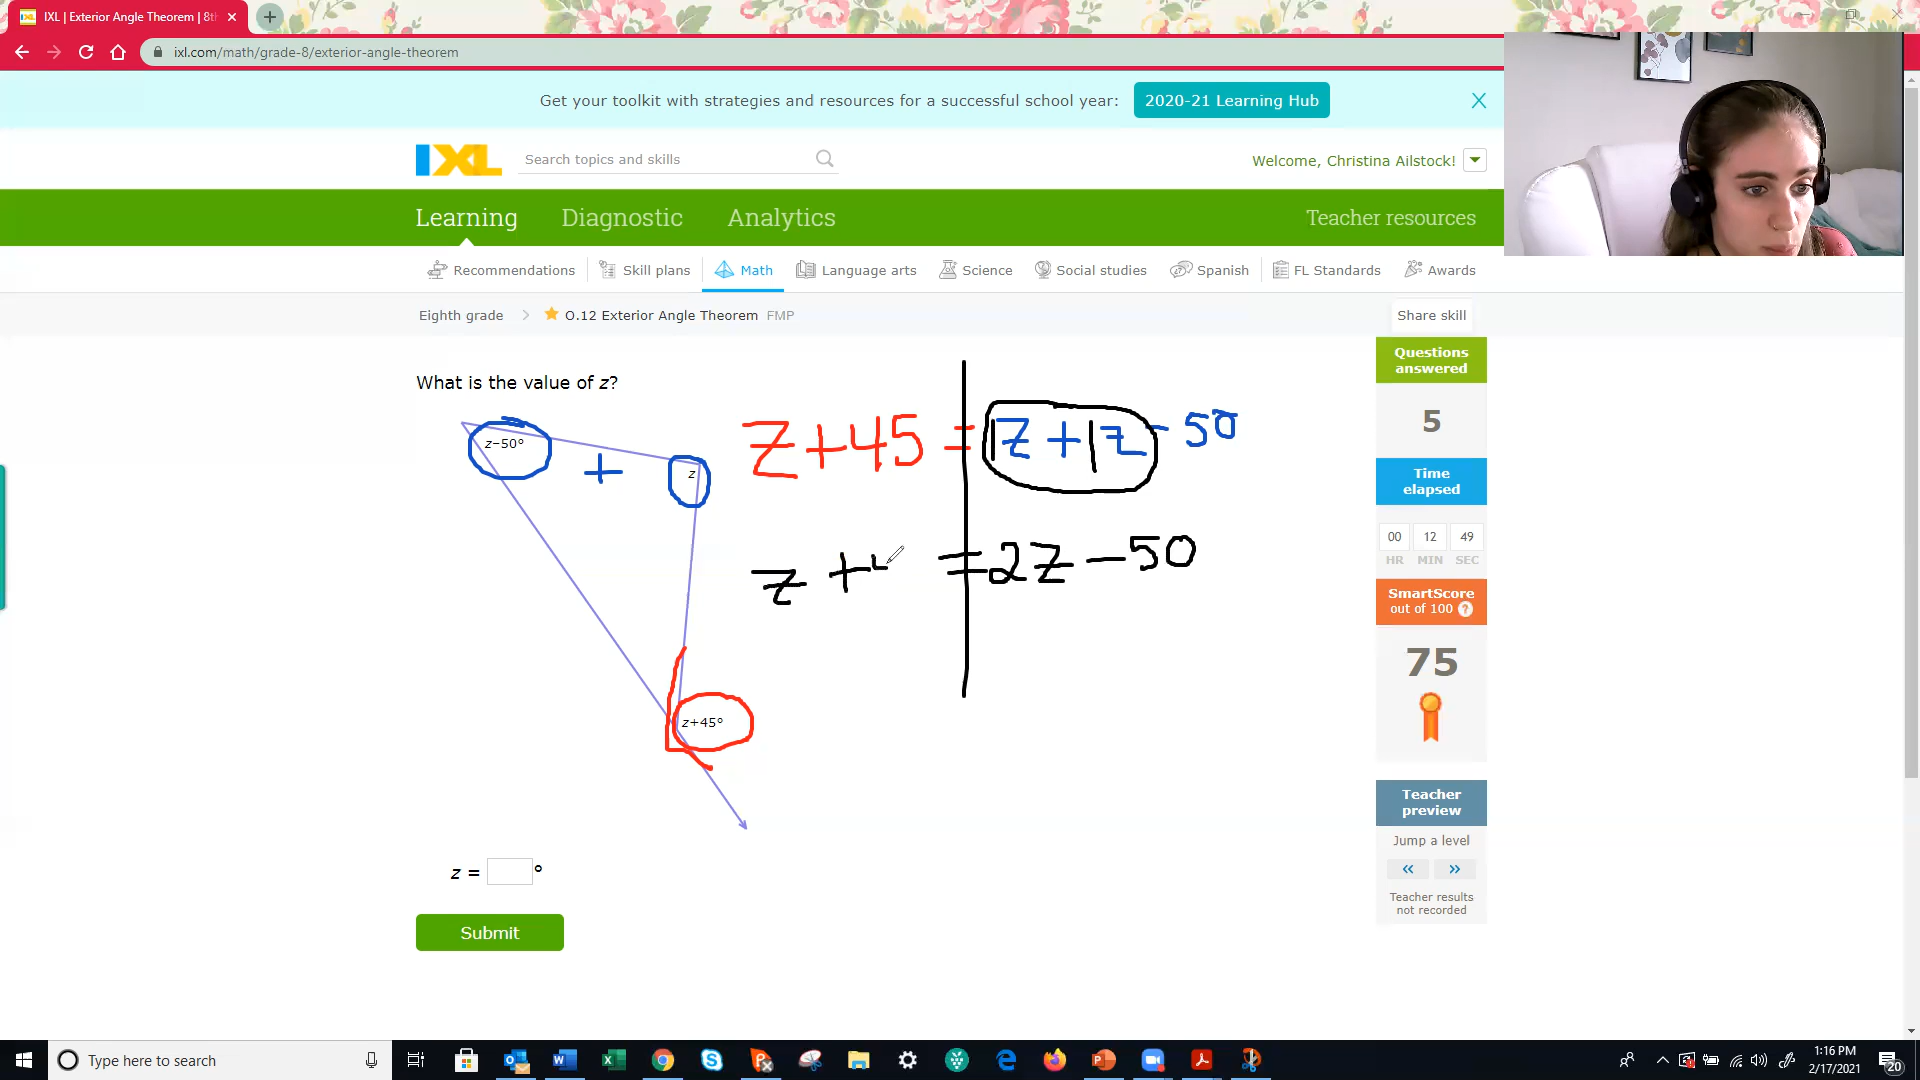 IXL | Exterior Angle Theorem | 8th
ixl.com/math/grade-8/exterior-angle-theorem
Get your toolkit with strategies and resources for a successful school year: 2020-21 Learning Hub
IXL Search topics and skills Welcome, Christina Ailstock!
Learning Diagnostic Analytics Teacher resources
Recommendations Skill plans Math Language arts Science Social studies Spanish FL Standards Awards
Eighth grade > O.12 Exterior Angle Theorem FMP Share skill
What is the value of z?
z−50°
+
z
z+45°
z+45 = 1z+1z - 50
z +4 = 2z - 50
z = °
Submit
Questions
answered
5
Time
elapsed
00 12 49
HR MIN SEC
SmartScore
out of 100 ?
75
Teacher
preview
Jump a level
Teacher results
not recorded
Type here to search
1:16 PM
2/17/2021
20